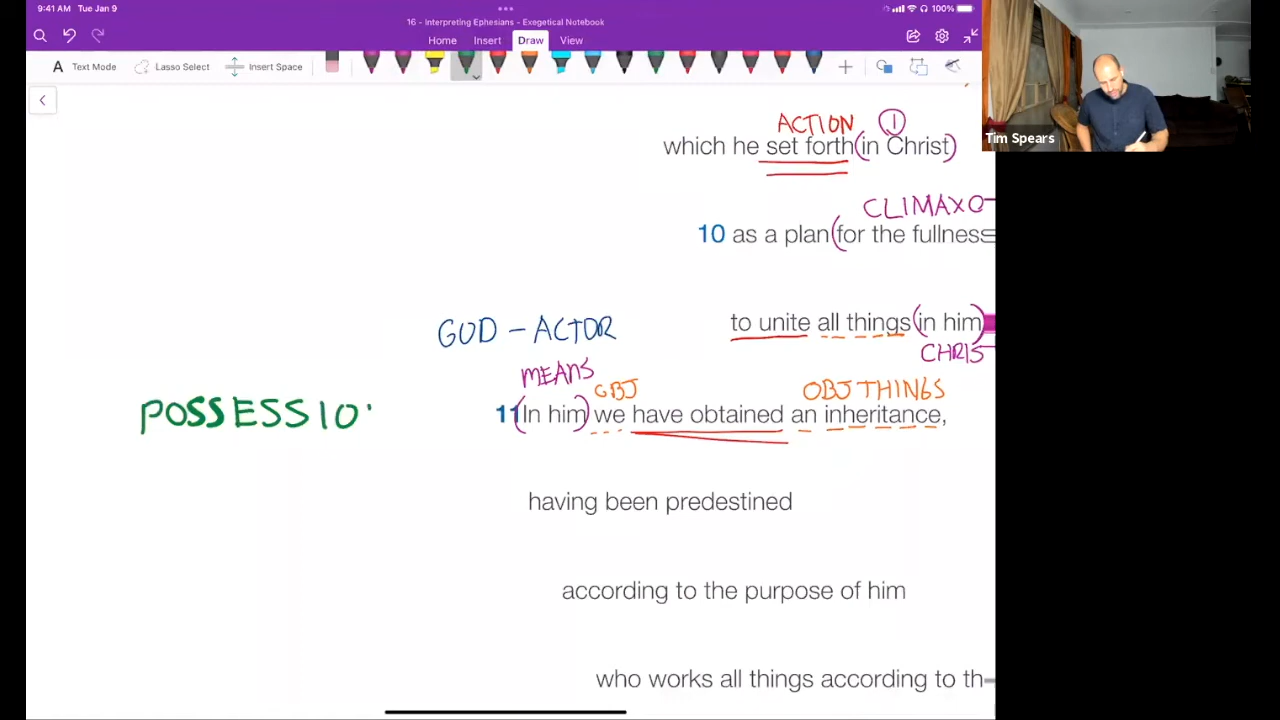 9:41 AM Tue Jan 9
100%
16 - Interpreting Ephesians - Exegetical Notebook
Home Insert Draw View
A Text Mode Lasso Select Insert Space
Tim Spears
ACTION 1
which he set forth (in Christ)
CLIMAX O
10 as a plan (for the fullness
GOD - ACTOR
to unite all things (in him)
CHRIS
MEANS
OBJ OBJ THINGS
POSSESSIO
11 (In him) we have obtained an inheritance,
having been predestined
according to the purpose of him
who works all things according to th